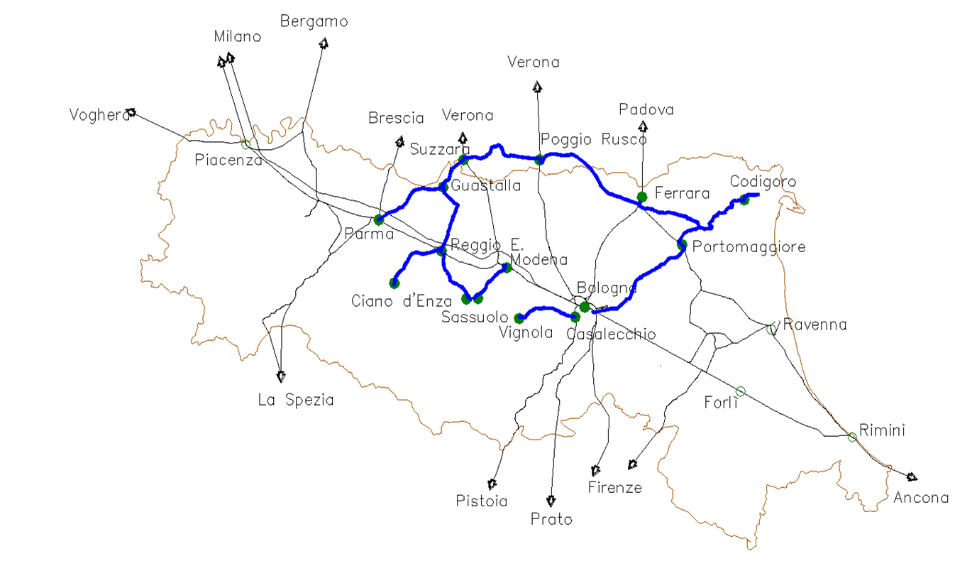 Bergamo
Milano
Verona
Voghera
Brescia
Verona
Padova
Piacenza
Suzzara
Poggio Rusco
Guastalla
Ferrara
Codigoro
Parma
Reggio E.
Portomaggiore
Modena
Ciano d'Enza
Bologna
Sassuolo
Vignola
Casalecchio
Ravenna
La Spezia
Forlì
Rimini
Pistoia
Firenze
Ancona
Prato